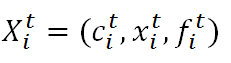 $X_i^t = (c_i^t, x_i^t, f_i^t)$